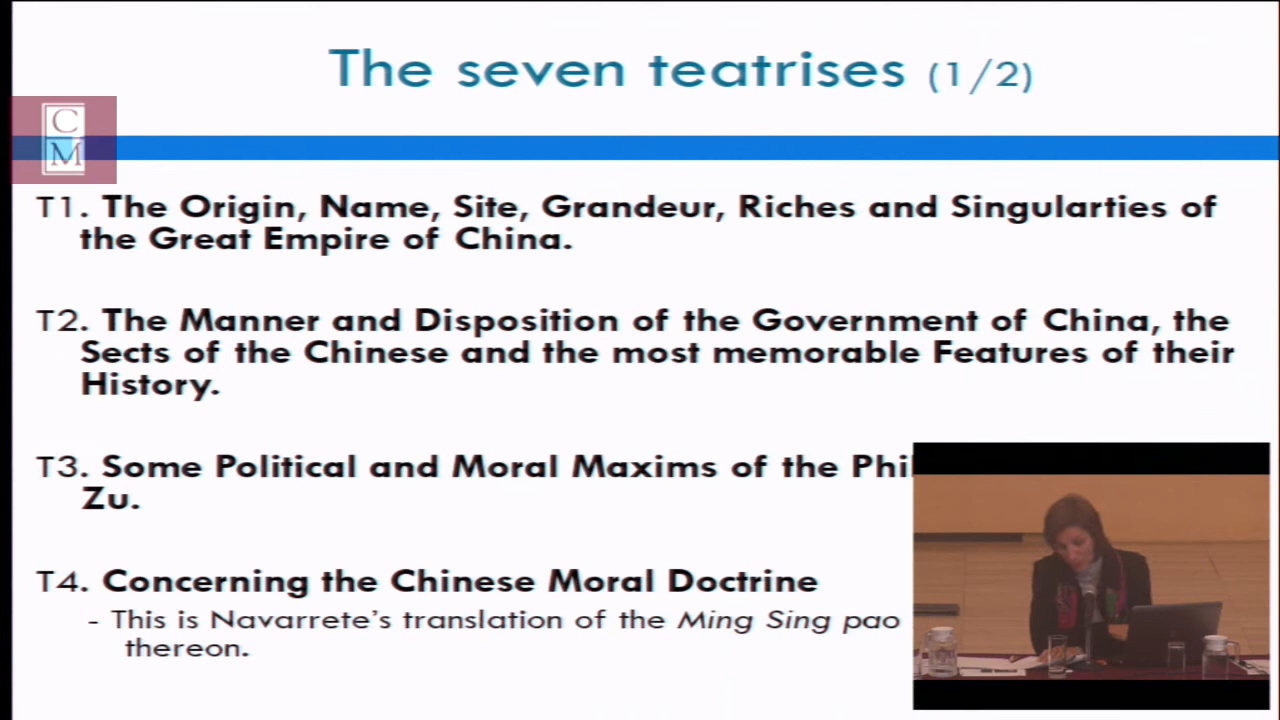 The seven teatrises (1/2)
C
M
T1. The Origin, Name, Site, Grandeur, Riches and Singularties of
the Great Empire of China.
T2. The Manner and Disposition of the Government of China, the
Sects of the Chinese and the most memorable Features of their
History.
T3. Some Political and Moral Maxims of the
Zu.
T4. Concerning the Chinese Moral Doctrine
- This is Navarrete's translation of the Ming Sing pao
thereon.